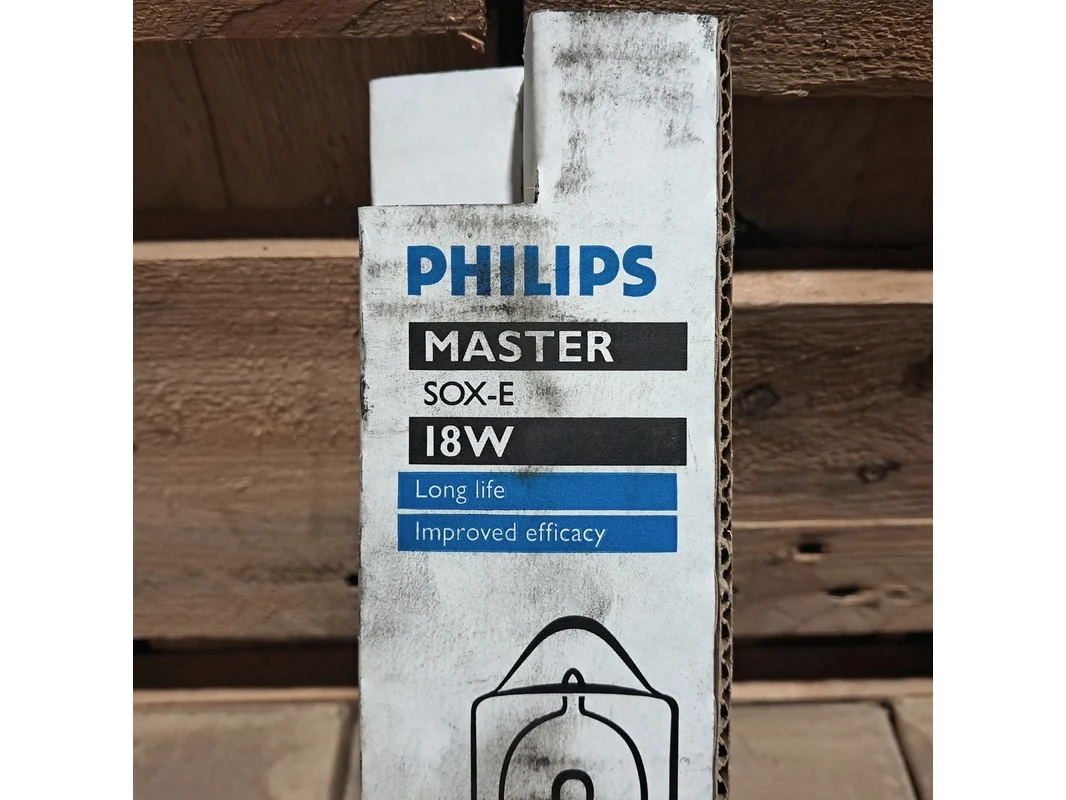 PHILIPS
MASTER
SOX-E
18W
Long life
Improved efficacy